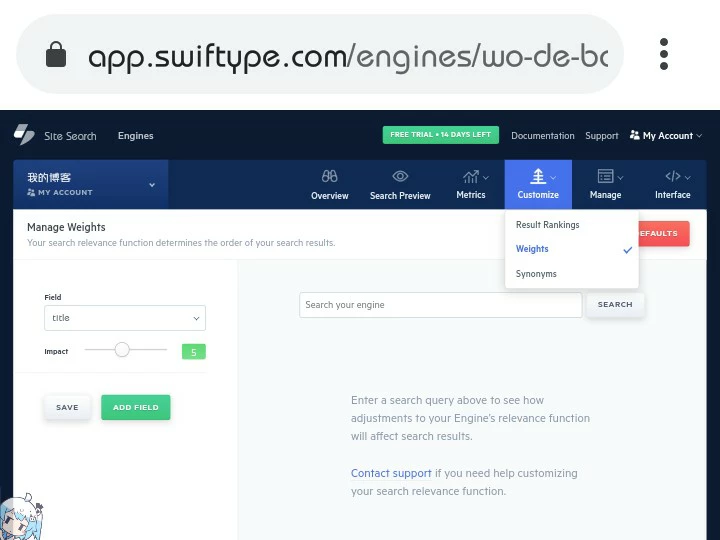 app.swiftype.com/engines/wo-de-bo
Site Search
Engines
FREE TRIAL • 14 DAYS LEFT
Documentation
Support
My Account
我的博客
MY ACCOUNT
Overview
Search Preview
Metrics
Customize
Manage
Interface
Manage Weights
Your search relevance function determines the order of your search results.
Result Rankings
Weights
Synonyms
EFAULTS
Field
title
Impact
5
SAVE
ADD FIELD
Search your engine
SEARCH
Enter a search query above to see how
adjustments to your Engine's relevance function
will affect search results.
Contact support if you need help customizing
your search relevance function.